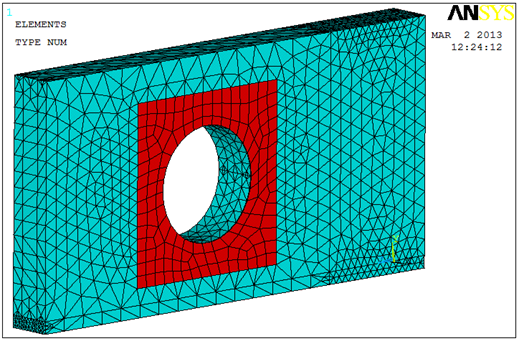 1
ELEMENTS
TYPE NUM
ANSYS
MAR 2 2013
12:24:12